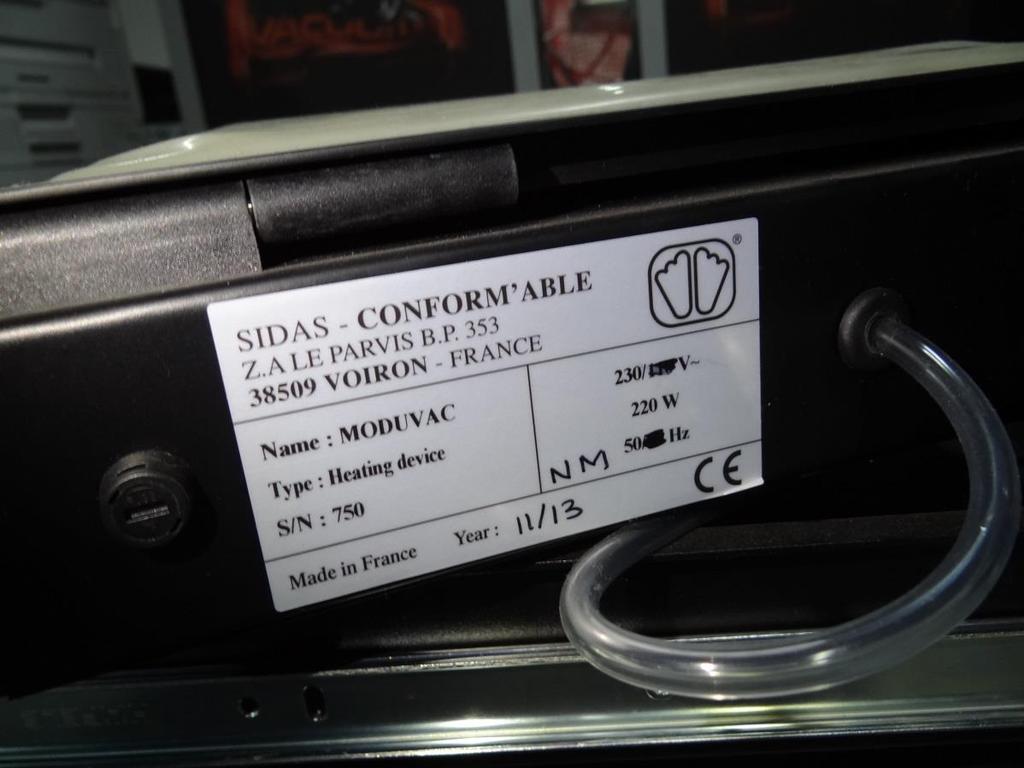 VACUUM
SIDAS - CONFORM'ABLE
®
Z.A LE PARVIS B.P. 353
38509 VOIRON - FRANCE
Name : MODUVAC
Type : Heating device
S/N : 750
230/ V~
220 W
50/ Hz
NM
Made in France
Year : 11/13
CE